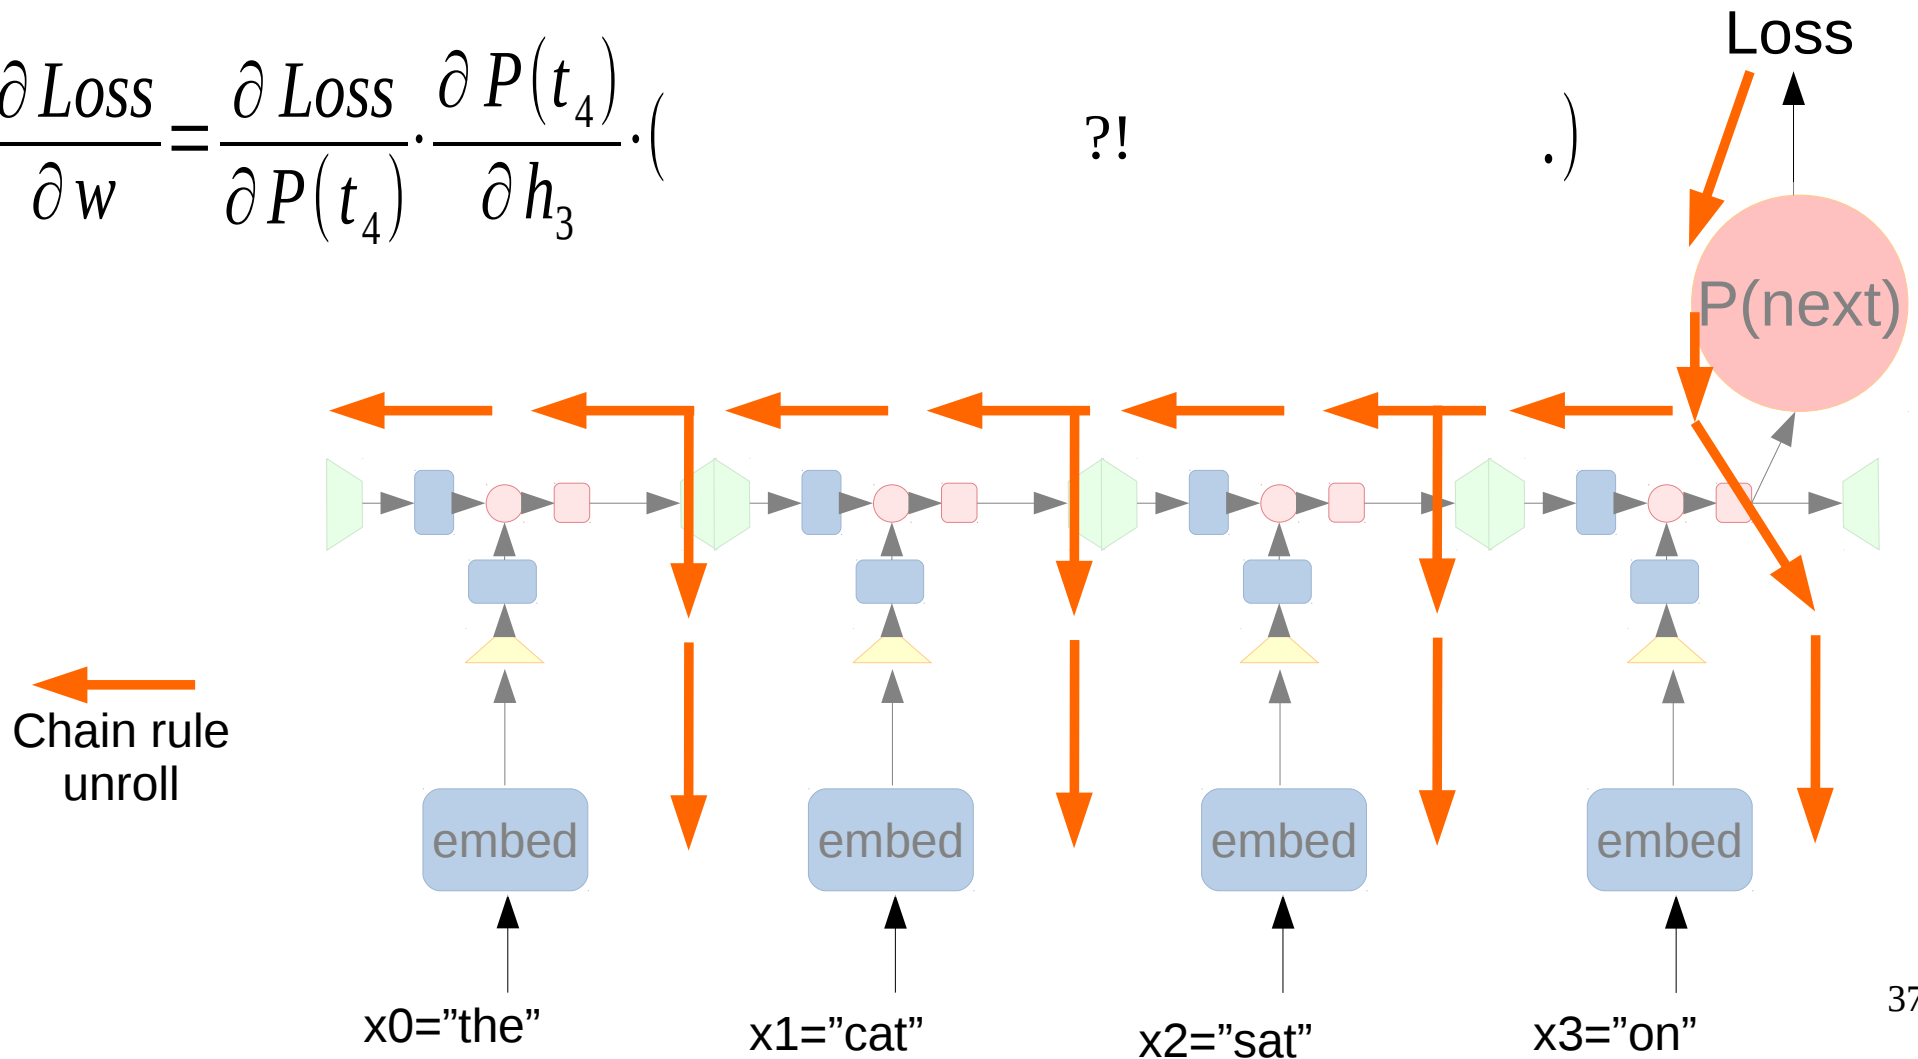 Loss
∂Loss/∂w = ∂Loss/∂P(t₄) · ∂P(t₄)/∂h₃ · ( ?! . )
P(next)
Chain rule
unroll
embed embed embed embed
x0=”the” x1=”cat” x2=”sat” x3=”on”
37